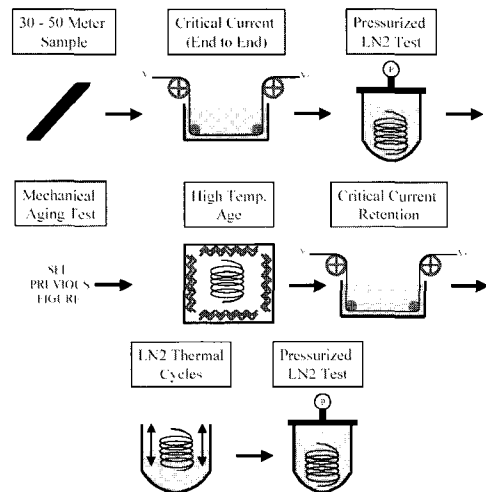 30 - 50 Meter
Sample
Critical Current
(End to End)
Pressurized
LN2 Test
P
Mechanical
Aging Test
High Temp.
Age
Critical Current
Retention
SEE
PREVIOUS
FIGURE
LN2 Thermal
Cycles
Pressurized
LN2 Test
P